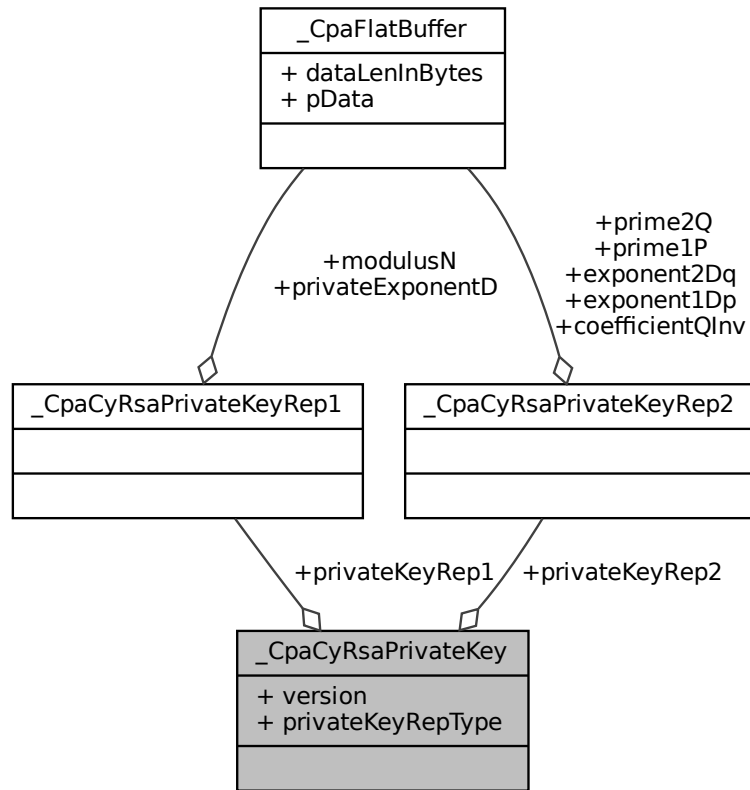 _CpaFlatBuffer
+ dataLenInBytes
+ pData
+modulusN
+privateExponentD
+prime2Q
+prime1P
+exponent2Dq
+exponent1Dp
+coefficientQInv
_CpaCyRsaPrivateKeyRep1
_CpaCyRsaPrivateKeyRep2
+privateKeyRep1
+privateKeyRep2
_CpaCyRsaPrivateKey
+ version
+ privateKeyRepType